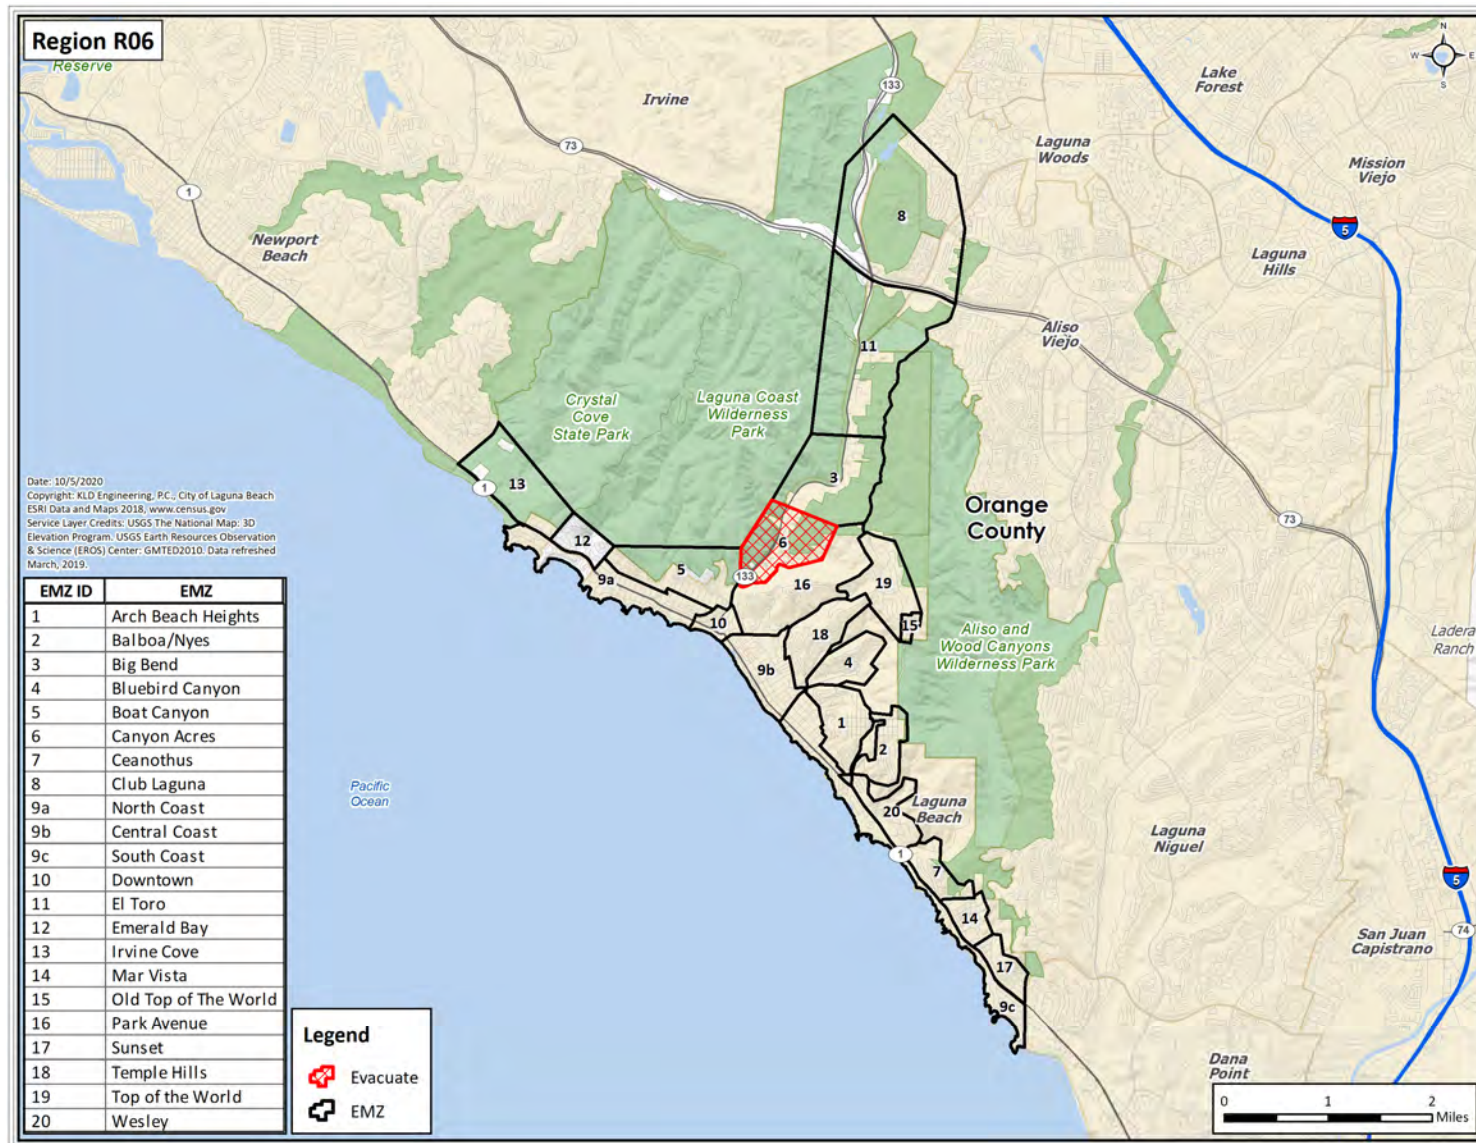 Region R06
Reserve
Irvine
133
73
1
Newport
Beach
Lake
Forest
Laguna
Woods
Mission
Viejo
5
Laguna
Hills
8
Aliso
Viejo
11
Crystal
Cove
State Park
Laguna Coast
Wilderness
Park
3
13
1
Orange
County
73
12
6
133
5
9a
16
19
10
15
18
4
9b
Aliso and
Wood Canyons
Wilderness Park
Ladera
Ranch
1
2
Pacific
Ocean
20
Laguna
Beach
Laguna
Niguel
1
7
5
14
San Juan
Capistrano
74
17
9c
Dana
Point
N
W
E
S
Date: 10/5/2020
Copyright: KLD Engineering, P.C., City of Laguna Beach
ESRI Data and Maps 2018, www.census.gov
Service Layer Credits: USGS The National Map: 3D
Elevation Program. USGS Earth Resources Observation
& Science (EROS) Center: GMTED2010. Data refreshed
March, 2019.
EMZ ID EMZ
1 Arch Beach Heights
2 Balboa/Nyes
3 Big Bend
4 Bluebird Canyon
5 Boat Canyon
6 Canyon Acres
7 Ceanothus
8 Club Laguna
9a North Coast
9b Central Coast
9c South Coast
10 Downtown
11 El Toro
12 Emerald Bay
13 Irvine Cove
14 Mar Vista
15 Old Top of The World
16 Park Avenue
17 Sunset
18 Temple Hills
19 Top of the World
20 Wesley
Legend
Evacuate
EMZ
0 1 2
Miles